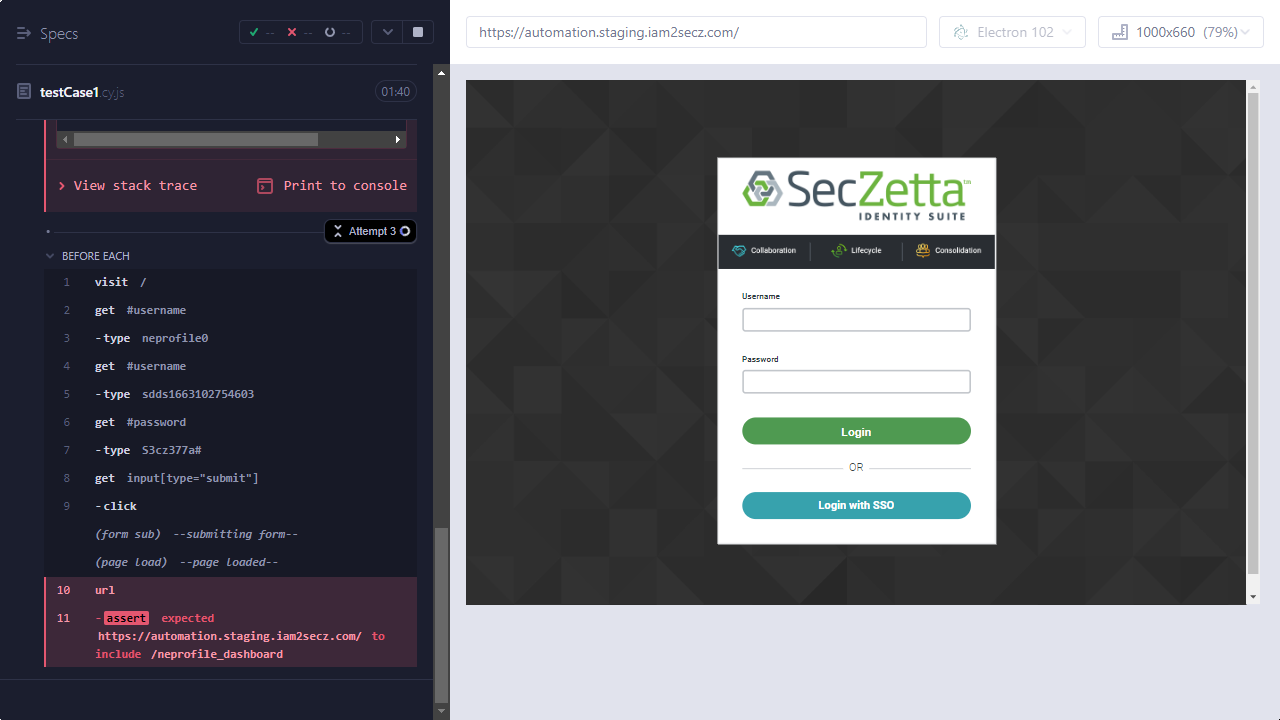 Specs
-- -- --
testCase1.cy.js 01:40
View stack trace Print to console
Attempt 3
BEFORE EACH
1 visit /
2 get #username
3 -type neprofile0
4 get #username
5 -type sdds1663102754603
6 get #password
7 -type S3cz377a#
8 get input[type="submit"]
9 -click
(form sub) --submitting form--
(page load) --page loaded--
10 url
11 -assert expected
https://automation.staging.iam2secz.com/ to
include /neprofile_dashboard
https://automation.staging.iam2secz.com/ Electron 102 1000x660 (79%)
SecZetta™
IDENTITY SUITE
Collaboration Lifecycle Consolidation
Username
Password
Login
OR
Login with SSO